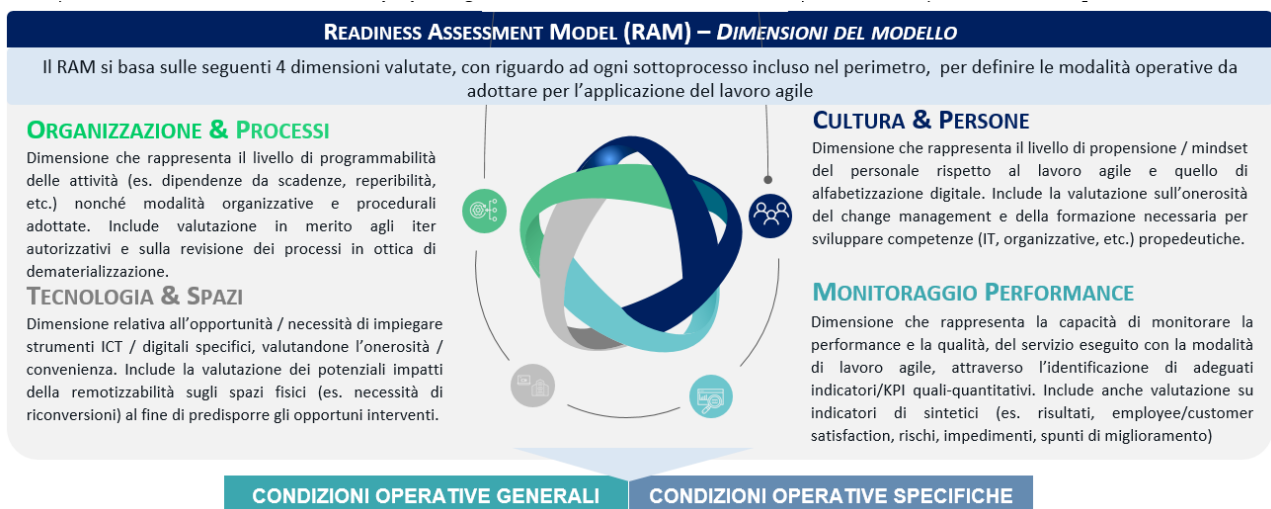 READINESS ASSESSMENT MODEL (RAM) – DIMENSIONI DEL MODELLO
Il RAM si basa sulle seguenti 4 dimensioni valutate, con riguardo ad ogni sottoprocesso incluso nel perimetro, per definire le modalità operative da
adottare per l'applicazione del lavoro agile
ORGANIZZAZIONE & PROCESSI
Dimensione che rappresenta il livello di programmabilità
delle attività (es. dipendenze da scadenze, reperibilità,
etc.) nonché modalità organizzative e procedurali
adottate. Include valutazione in merito agli iter
autorizzativi e sulla revisione dei processi in ottica di
dematerializzazione.
TECNOLOGIA & SPAZI
Dimensione relativa all'opportunità / necessità di impiegare
strumenti ICT / digitali specifici, valutandone l'onerosità /
convenienza. Include la valutazione dei potenziali impatti
della remotizzabilità sugli spazi fisici (es. necessità di
riconversioni) al fine di predisporre gli opportuni interventi.
CULTURA & PERSONE
Dimensione che rappresenta il livello di propensione / mindset
del personale rispetto al lavoro agile e quello di
alfabetizzazione digitale. Include la valutazione sull'onerosità
del change management e della formazione necessaria per
sviluppare competenze (IT, organizzative, etc.) propedeutiche.
MONITORAGGIO PERFORMANCE
Dimensione che rappresenta la capacità di monitorare la
performance e la qualità, del servizio eseguito con la modalità
di lavoro agile, attraverso l'identificazione di adeguati
indicatori/KPI quali-quantitativi. Include anche valutazione su
indicatori di sintetici (es. risultati, employee/customer
satisfaction, rischi, impedimenti, spunti di miglioramento)
CONDIZIONI OPERATIVE GENERALI
CONDIZIONI OPERATIVE SPECIFICHE